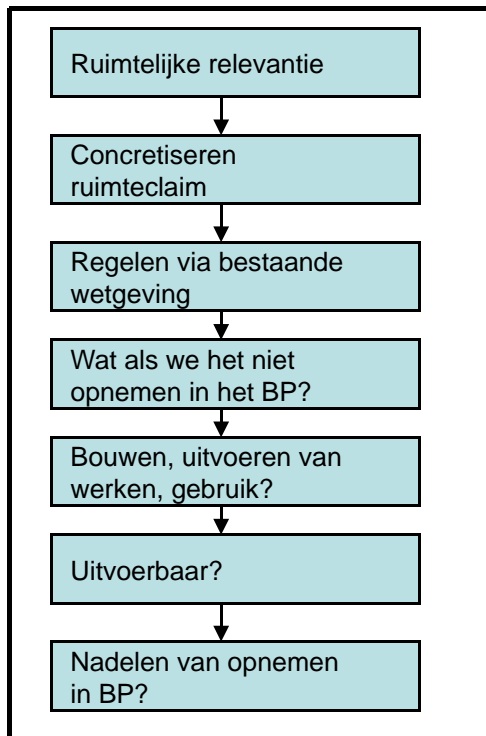 Ruimtelijke relevantie
Concretiseren
ruimteclaim
Regelen via bestaande
wetgeving
Wat als we het niet
opnemen in het BP?
Bouwen, uitvoeren van
werken, gebruik?
Uitvoerbaar?
Nadelen van opnemen
in BP?